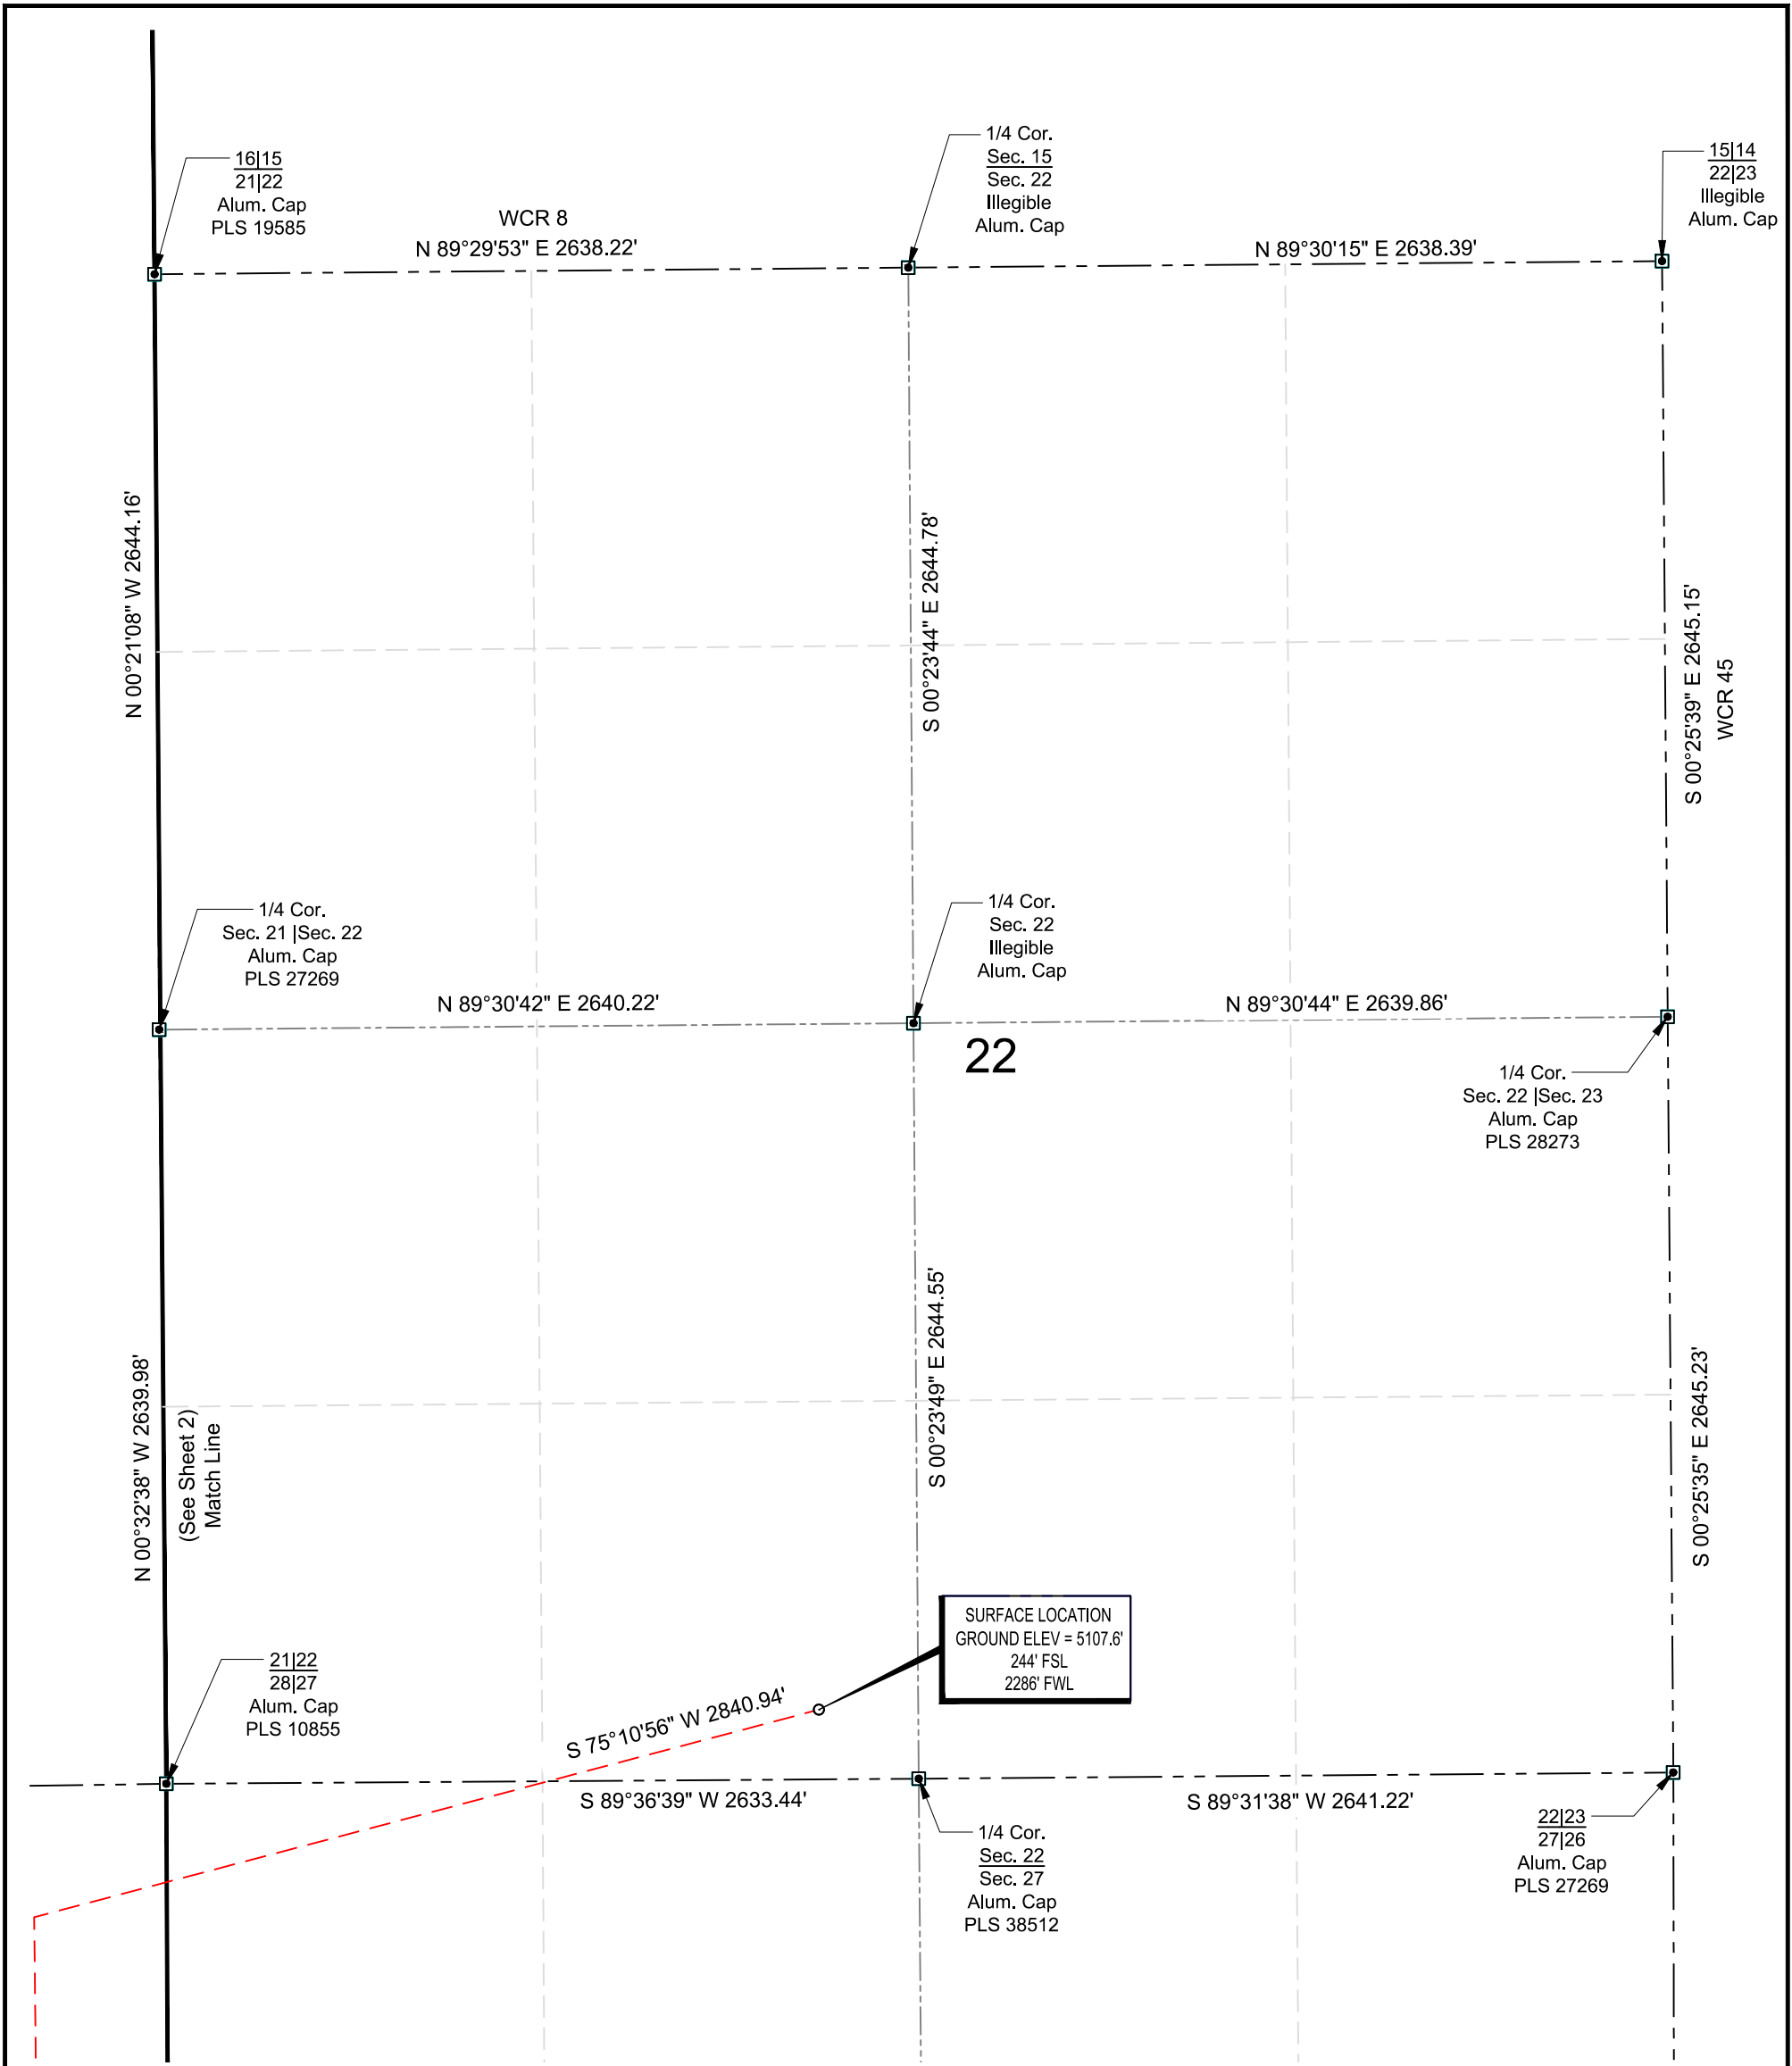 16|15
21|22
Alum. Cap
PLS 19585
WCR 8
N 89°29'53" E 2638.22'
1/4 Cor.
Sec. 15
Sec. 22
Illegible
Alum. Cap
N 89°30'15" E 2638.39'
15|14
22|23
Illegible
Alum. Cap
N 00°21'08" W 2644.16'
S 00°23'44" E 2644.78'
S 00°25'39" E 2645.15'
WCR 45
1/4 Cor.
Sec. 21 |Sec. 22
Alum. Cap
PLS 27269
N 89°30'42" E 2640.22'
1/4 Cor.
Sec. 22
Illegible
Alum. Cap
N 89°30'44" E 2639.86'
22
1/4 Cor.
Sec. 22 |Sec. 23
Alum. Cap
PLS 28273
N 00°32'38" W 2639.98'
(See Sheet 2)
Match Line
S 00°23'49" E 2644.55'
S 00°25'35" E 2645.23'
SURFACE LOCATION
GROUND ELEV = 5107.6'
244' FSL
2286' FWL
21|22
28|27
Alum. Cap
PLS 10855
S 75°10'56" W 2840.94'
S 89°36'39" W 2633.44'
S 89°31'38" W 2641.22'
1/4 Cor.
Sec. 22
Sec. 27
Alum. Cap
PLS 38512
22|23
27|26
Alum. Cap
PLS 27269